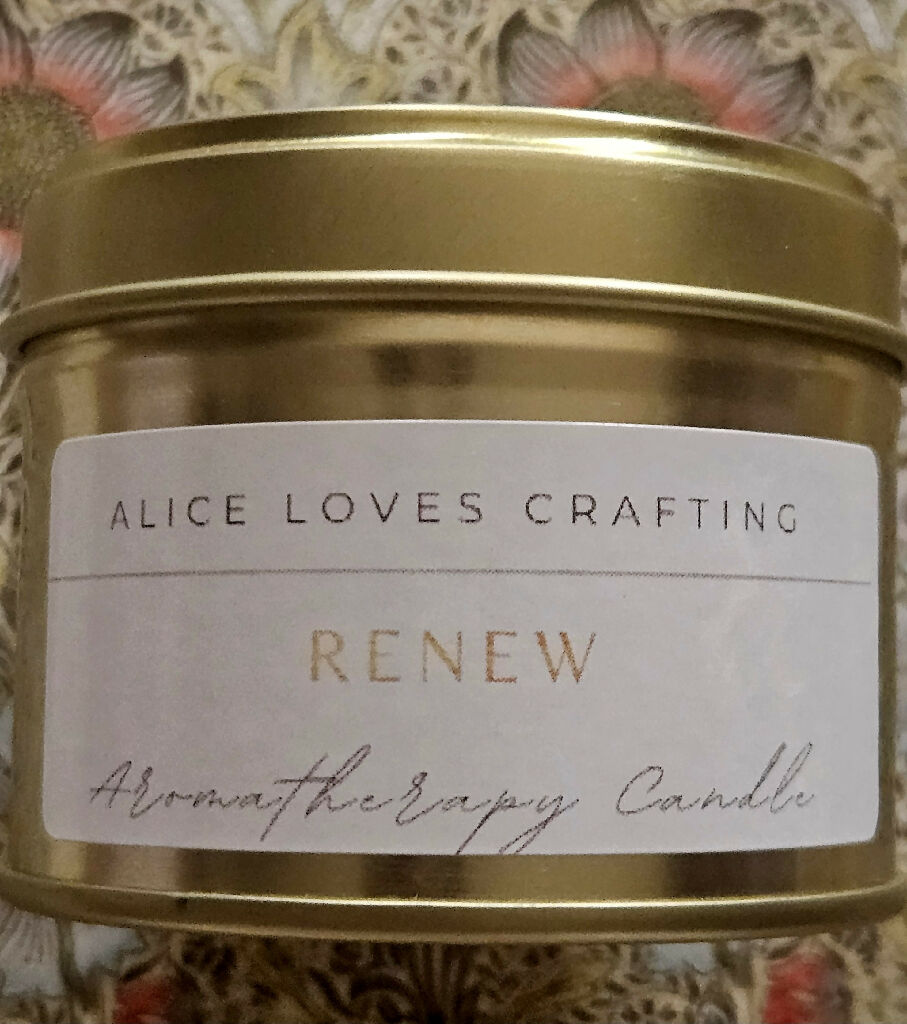 ALICE LOVES CRAFTING
RENEW
Aromatherapy Candle